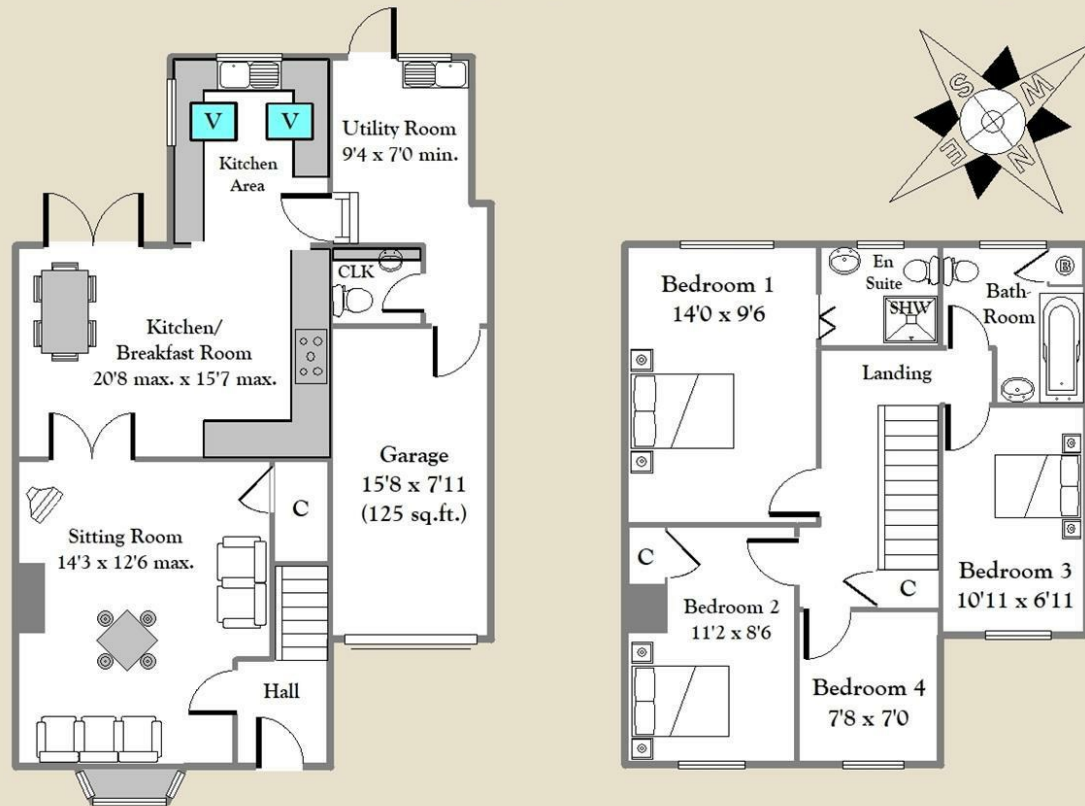 V
V
Utility Room
9'4 x 7'0 min.
Kitchen
Area
CLK
Kitchen/
Breakfast Room
20'8 max. x 15'7 max.
Garage
15'8 x 7'11
(125 sq.ft.)
C
Sitting Room
14'3 x 12'6 max.
Hall
S
W
E
N
Bedroom 1
14'0 x 9'6
En
Suite
SHW
B
Bath-
Room
Landing
C
Bedroom 2
11'2 x 8'6
C
Bedroom 3
10'11 x 6'11
Bedroom 4
7'8 x 7'0